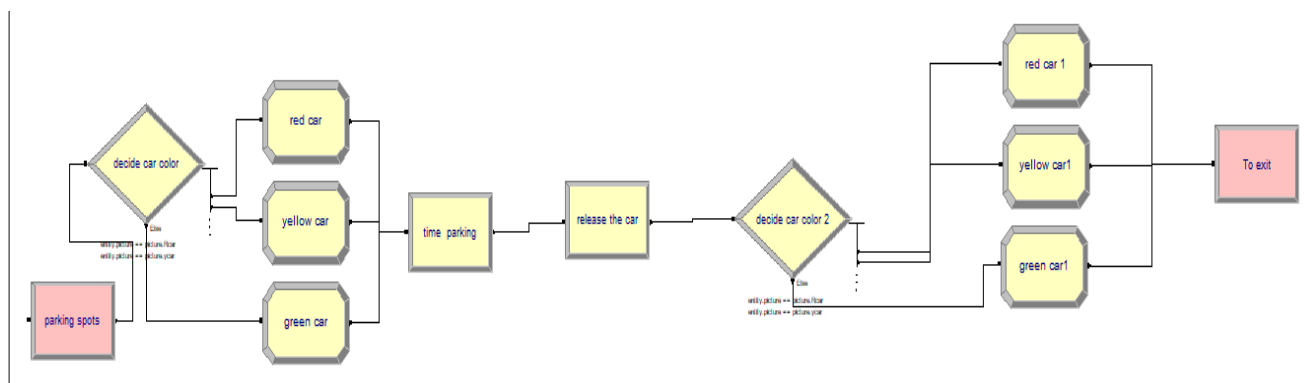 decide car color
Else
entity.picture == picture.Rcar
entity.picture == picture.ycar
parking spots
red car
yellow car
green car
time parking
release the car
decide car color 2
Else
entity.picture == picture.Rcar
entity.picture == picture.ycar
red car 1
yellow car1
green car1
To exit